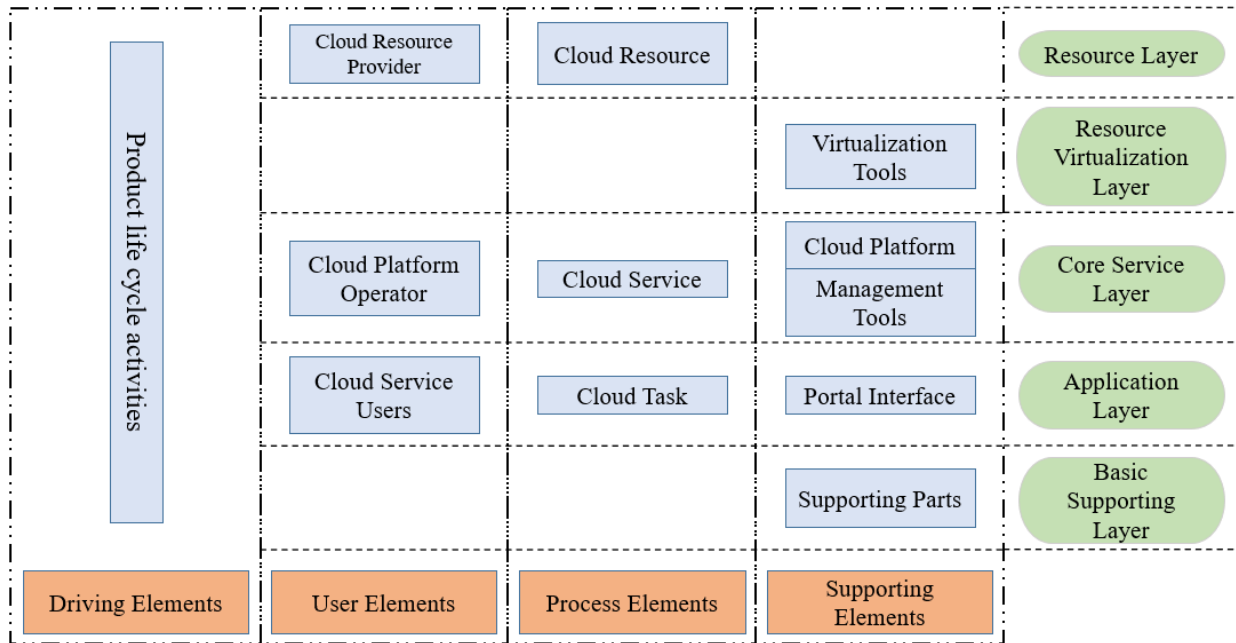 Product life cycle activities
Cloud Resource
Provider
Cloud Resource
Resource Layer
Virtualization
Tools
Resource
Virtualization
Layer
Cloud Platform
Operator
Cloud Service
Cloud Platform
Management
Tools
Core Service
Layer
Cloud Service
Users
Cloud Task
Portal Interface
Application
Layer
Supporting Parts
Basic
Supporting
Layer
Driving Elements
User Elements
Process Elements
Supporting
Elements